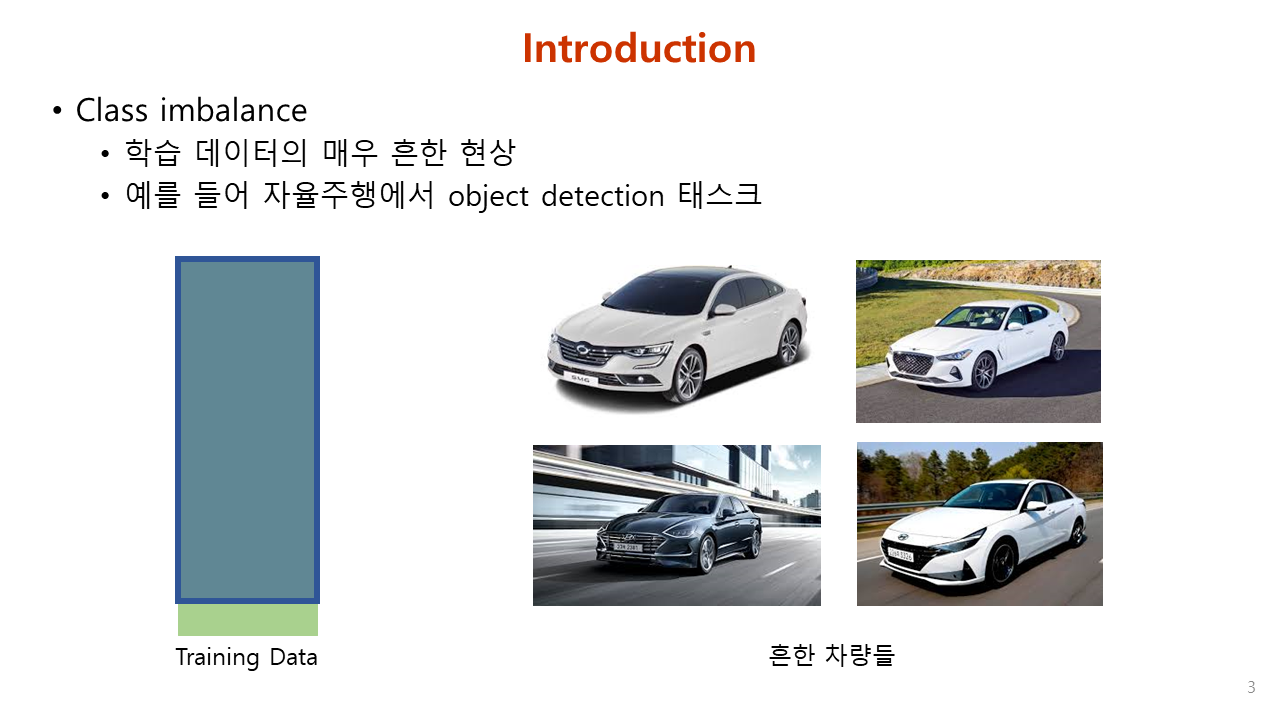 Introduction
• Class imbalance
• 학습 데이터의 매우 흔한 현상
• 예를 들어 자율주행에서 object detection 태스크
SM6
Training Data
흔한 차량들
3